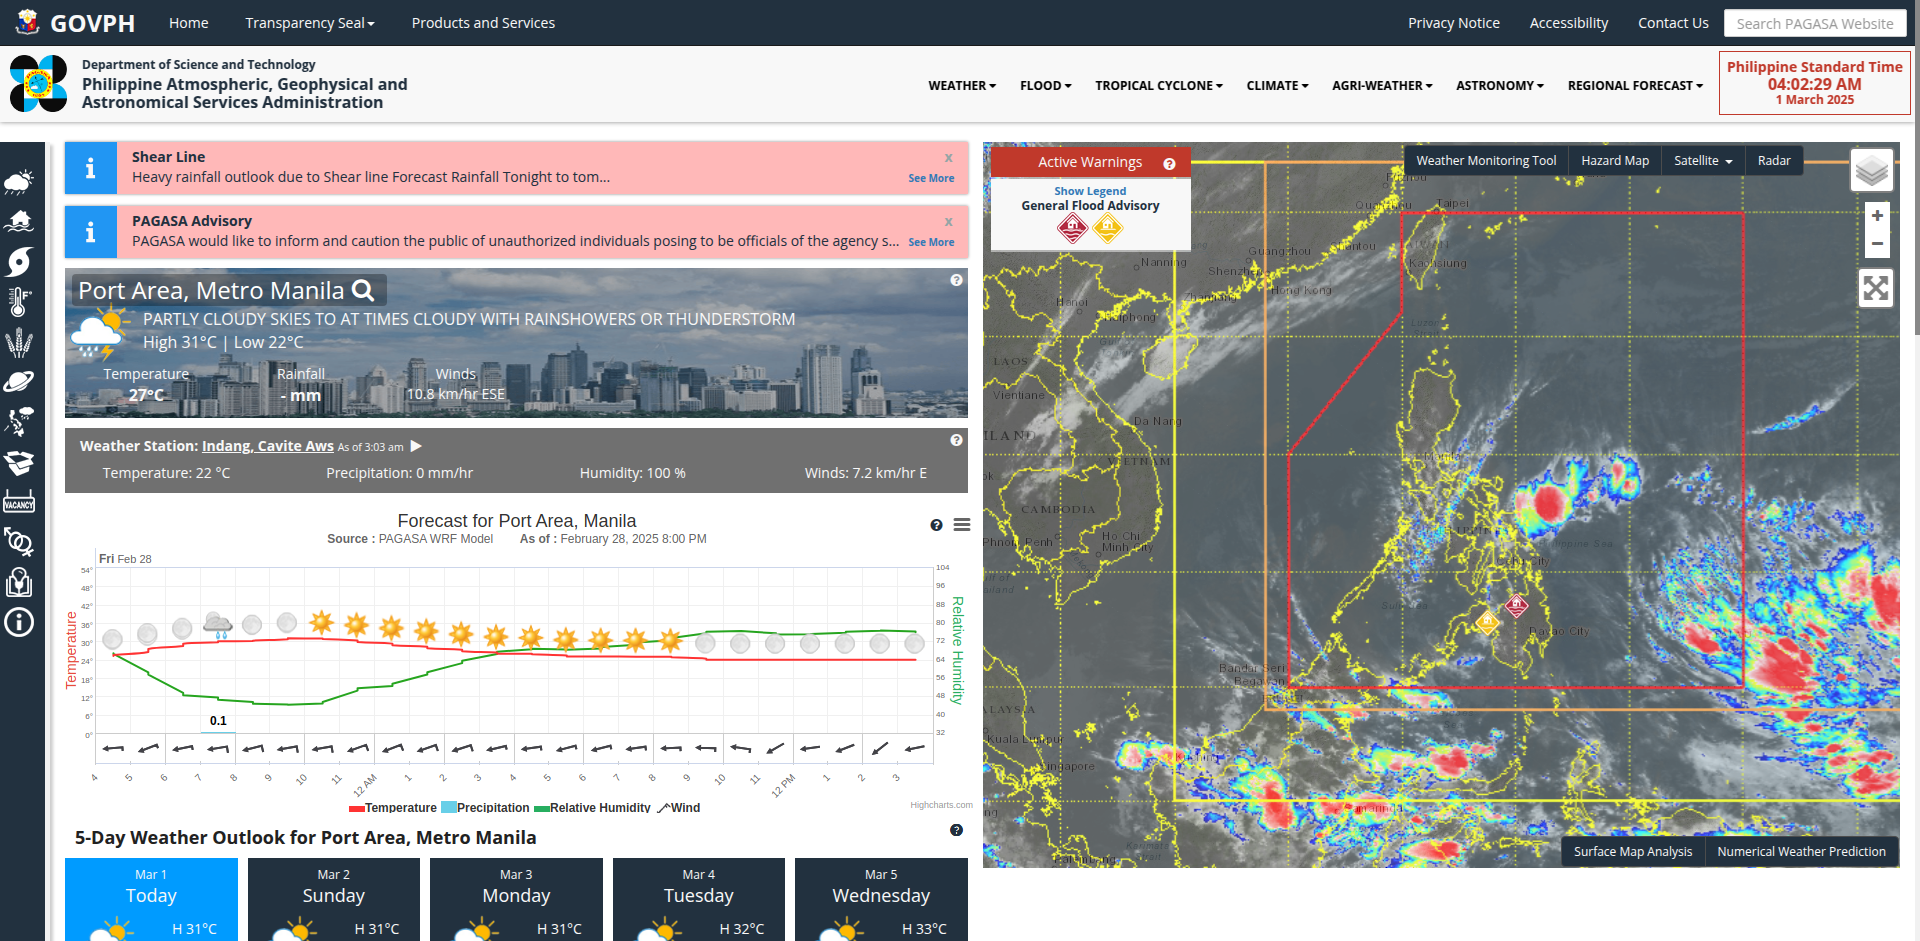 GOVPH
Home
Transparency Seal
Products and Services
Privacy Notice
Accessibility
Contact Us
Search PAGASA Website
Department of Science and Technology
Philippine Atmospheric, Geophysical and
Astronomical Services Administration
WEATHER
FLOOD
TROPICAL CYCLONE
CLIMATE
AGRI-WEATHER
ASTRONOMY
REGIONAL FORECAST
Philippine Standard Time
04:02:29 AM
1 March 2025
VACANCY
Shear Line
x
Heavy rainfall outlook due to Shear line Forecast Rainfall Tonight to tom...
See More
PAGASA Advisory
x
PAGASA would like to inform and caution the public of unauthorized individuals posing to be officials of the agency s...
See More
Port Area, Metro Manila
PARTLY CLOUDY SKIES TO AT TIMES CLOUDY WITH RAINSHOWERS OR THUNDERSTORM
High 31°C | Low 22°C
Temperature
Rainfall
Winds
27°C
- mm
10.8 km/hr ESE
Weather Station: Indang, Cavite Aws As of 3:03 am
Temperature: 22 °C
Precipitation: 0 mm/hr
Humidity: 100 %
Winds: 7.2 km/hr E
Forecast for Port Area, Manila
Source : PAGASA WRF Model As of : February 28, 2025 8:00 PM
Fri Feb 28
54°
48°
42°
36°
30°
24°
18°
12°
6°
0°
Temperature
104
96
88
80
72
64
56
48
40
32
Relative Humidity
0.1
4 5 6 7 8 9 10 11 12 AM 1 2 3 4 5 6 7 8 9 10 11 12 PM 1 2 3
Temperature Precipitation Relative Humidity Wind
Highcharts.com
5-Day Weather Outlook for Port Area, Metro Manila
Mar 1
Today
H 31°C
Mar 2
Sunday
H 31°C
Mar 3
Monday
H 31°C
Mar 4
Tuesday
H 32°C
Mar 5
Wednesday
H 33°C
Active Warnings
Show Legend
General Flood Advisory
Weather Monitoring Tool
Hazard Map
Satellite
Radar
+
−
Taipei
Kaohsiung
Guangzhou
Shantou
Shenzhen
Hong Kong
Nanning
Hanoi
LAOS
Vientiane
Da Nang
VIETNAM
CAMBODIA
Phnom Penh
Ho Chi
Minh City
Davao City
Bandar Seri
Begawan
Kuala Lumpur
Singapore
Surface Map Analysis
Numerical Weather Prediction